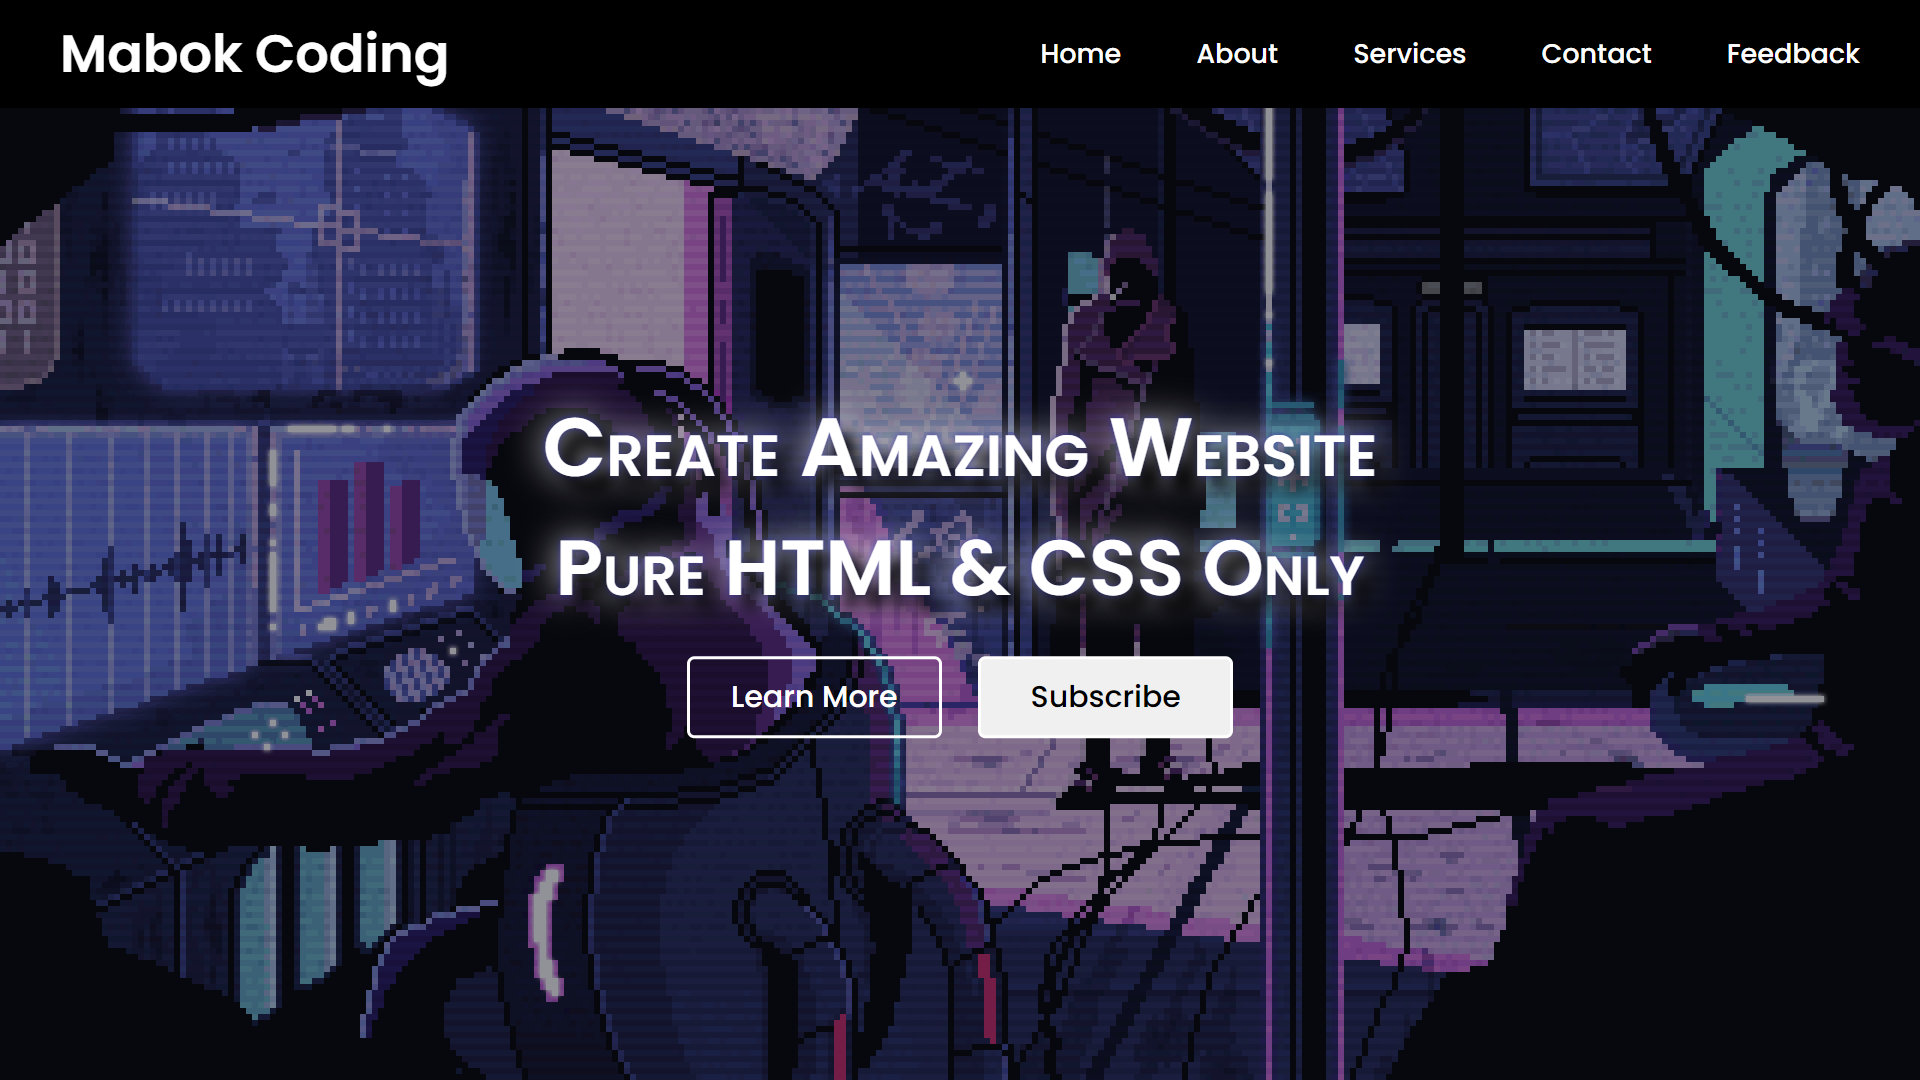 Mabok Coding
Home
About
Services
Contact
Feedback
Create Amazing Website
Pure HTML & CSS Only
Learn More
Subscribe